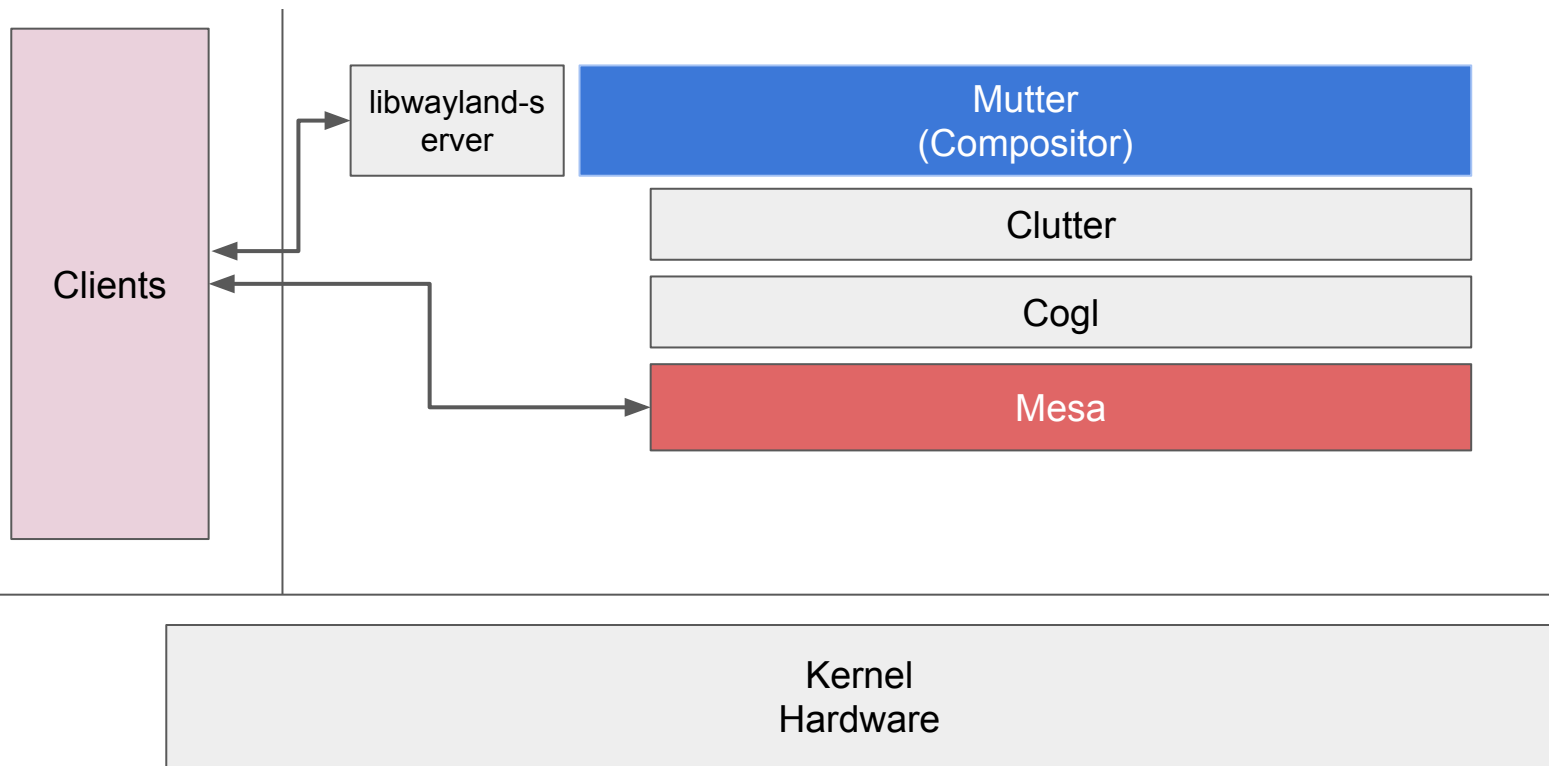 libwayland-s
erver
Mutter
(Compositor)
Clutter
Clients
Cogl
Mesa
Kernel
Hardware